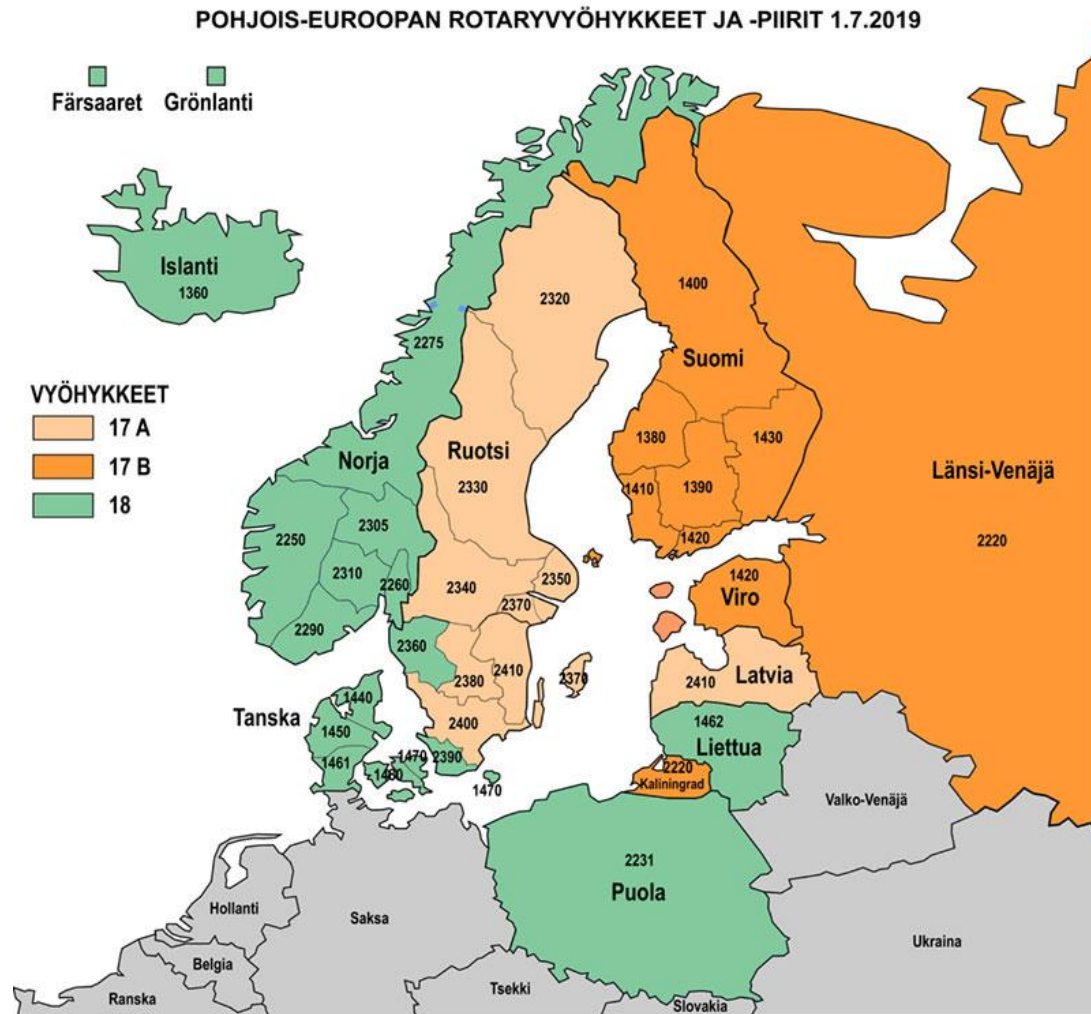 POHJOIS-EUROOPAN ROTARYVYÖHYKKEET JA -PIIRIT 1.7.2019
Färsaaret
Grönlanti
Islanti
1360
VYÖHYKKEET
17 A
17 B
18
2320
1400
2275
Suomi
1380
1430
Ruotsi
Norja
2330
1410
1390
Länsi-Venäjä
2250
2305
1420
2220
2310
2260
2340
2350
2370
1420
Viro
2290
2360
2380
2410
2370
2410
Latvia
1440
Tanska
2400
1462
1450
Liettua
1461
1470
2390
1460
1470
2220
Kaliningrad
Valko-Venäjä
2231
Puola
Hollanti
Saksa
Ukraina
Belgia
Ranska
Tsekki
Slovakia